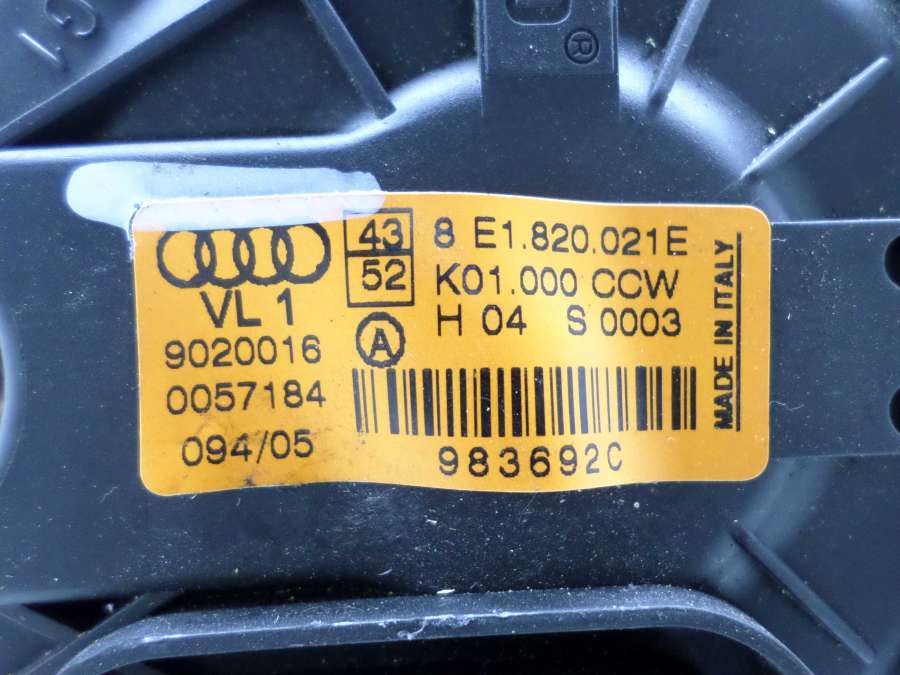 G1
®
43
52
8 E1.820.021E
K01.000 CCW
H 04 S 0003
VL 1
A
9020016
0057184
094/05
983692C
MADE IN ITALY